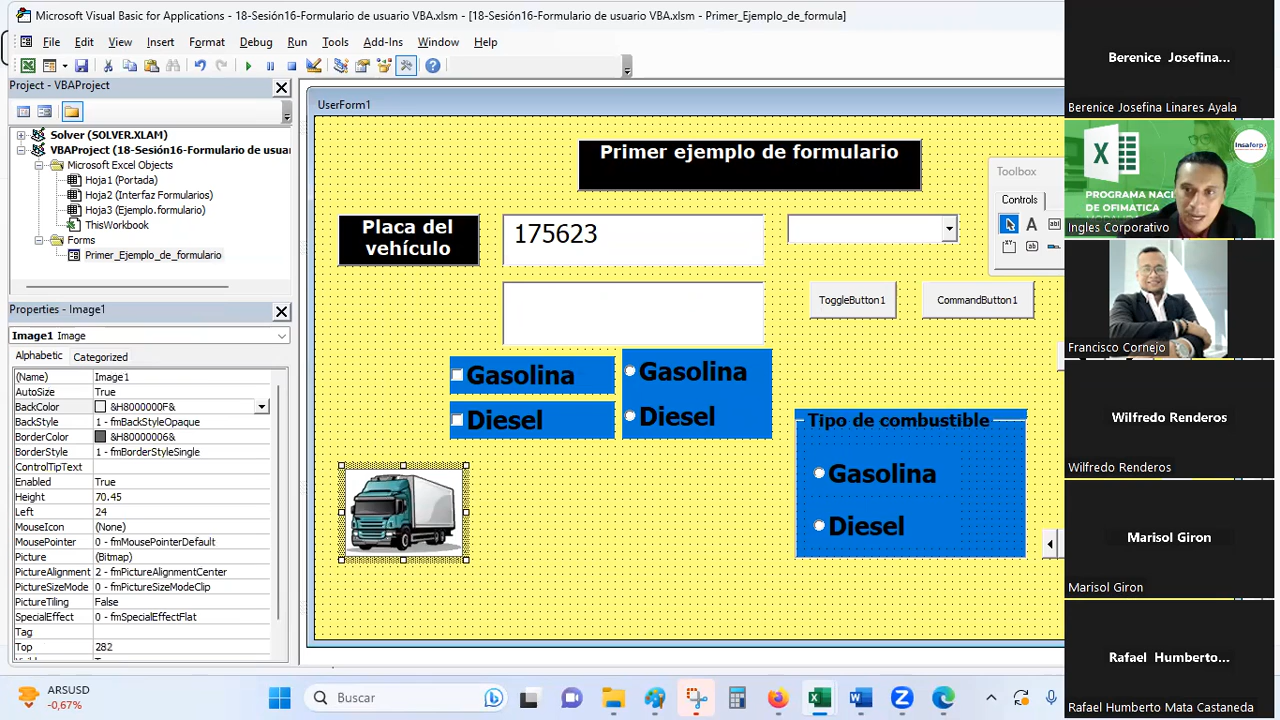 Microsoft Visual Basic for Applications - 18-Sesión16-Formulario de usuario VBA.xlsm - [18-Sesión16-Formulario de usuario VBA.xlsm - Primer_Ejemplo_de_formula]
File Edit View Insert Format Debug Run Tools Add-Ins Window Help
Project - VBAProject
Solver (SOLVER.XLAM)
VBAProject (18-Sesión16-Formulario de usua
Microsoft Excel Objects
Hoja1 (Portada)
Hoja2 (Interfaz Formularios)
Hoja3 (Ejemplo.formulario)
ThisWorkbook
Forms
Primer_Ejemplo_de_formulario
Properties - Image1
Image1 Image
Alphabetic Categorized
(Name) Image1
AutoSize True
BackColor &H8000000F&
BackStyle 1 - fmBackStyleOpaque
BorderColor &H80000006&
BorderStyle 1 - fmBorderStyleSingle
ControlTipText
Enabled True
Height 70.45
Left 24
MouseIcon (None)
MousePointer 0 - fmMousePointerDefault
Picture (Bitmap)
PictureAlignment 2 - fmPictureAlignmentCenter
PictureSizeMode 0 - fmPictureSizeModeClip
PictureTiling False
SpecialEffect 0 - fmSpecialEffectFlat
Tag
Top 282
UserForm1
Primer ejemplo de formulario
Placa del
vehículo
175623
ToggleButton1
CommandButton1
Gasolina
Diesel
Gasolina
Diesel
Tipo de combustible
Gasolina
Diesel
Toolbox
Controls
Berenice Josefina...
Berenice Josefina Linares Ayala
Insaforp
PROGRAMA NAC
DE OFIMATICA
Ingles Corporativo
Francisco Cornejo
Wilfredo Renderos
Wilfredo Renderos
Marisol Giron
Marisol Giron
Rafael Humberto...
Rafael Humberto Mata Castaneda
ARSUSD
-0,67%
Buscar